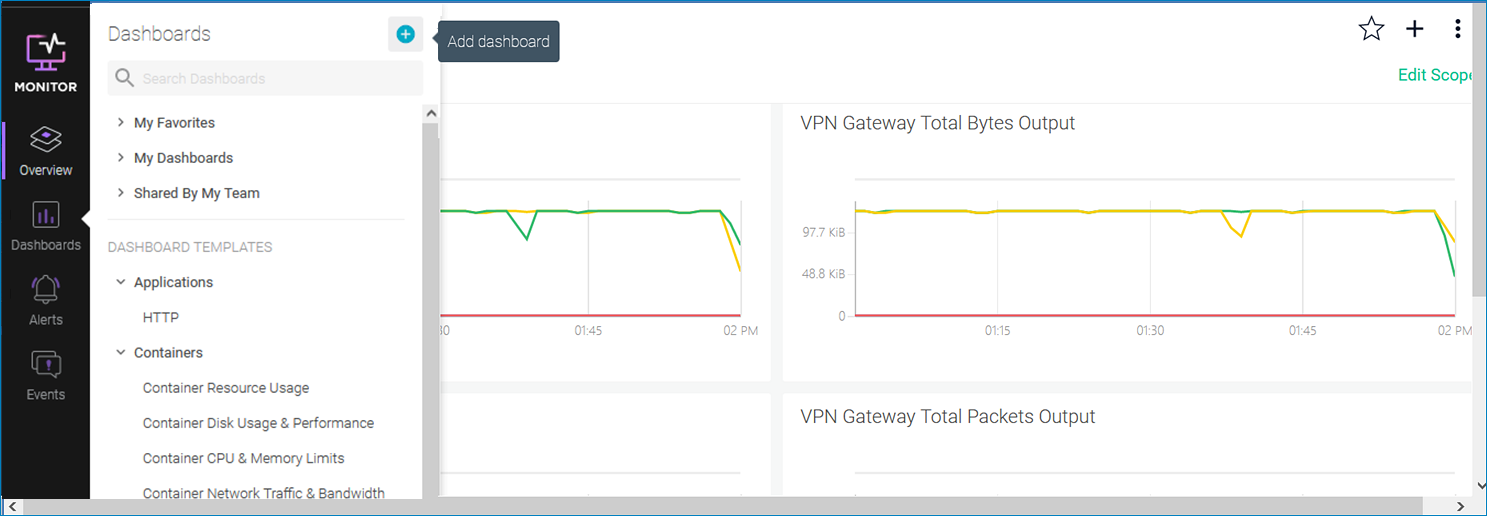 MONITOR
Overview
Dashboards
Alerts
Events
Dashboards
Add dashboard
Search Dashboards
My Favorites
My Dashboards
Shared By My Team
DASHBOARD TEMPLATES
Applications
HTTP
Containers
Container Resource Usage
Container Disk Usage & Performance
Container CPU & Memory Limits
Container Network Traffic & Bandwidth
Edit Scope
01:45
02 PM
VPN Gateway Total Bytes Output
97.7 KiB
48.8 KiB
0
01:15
01:30
01:45
02 PM
VPN Gateway Total Packets Output